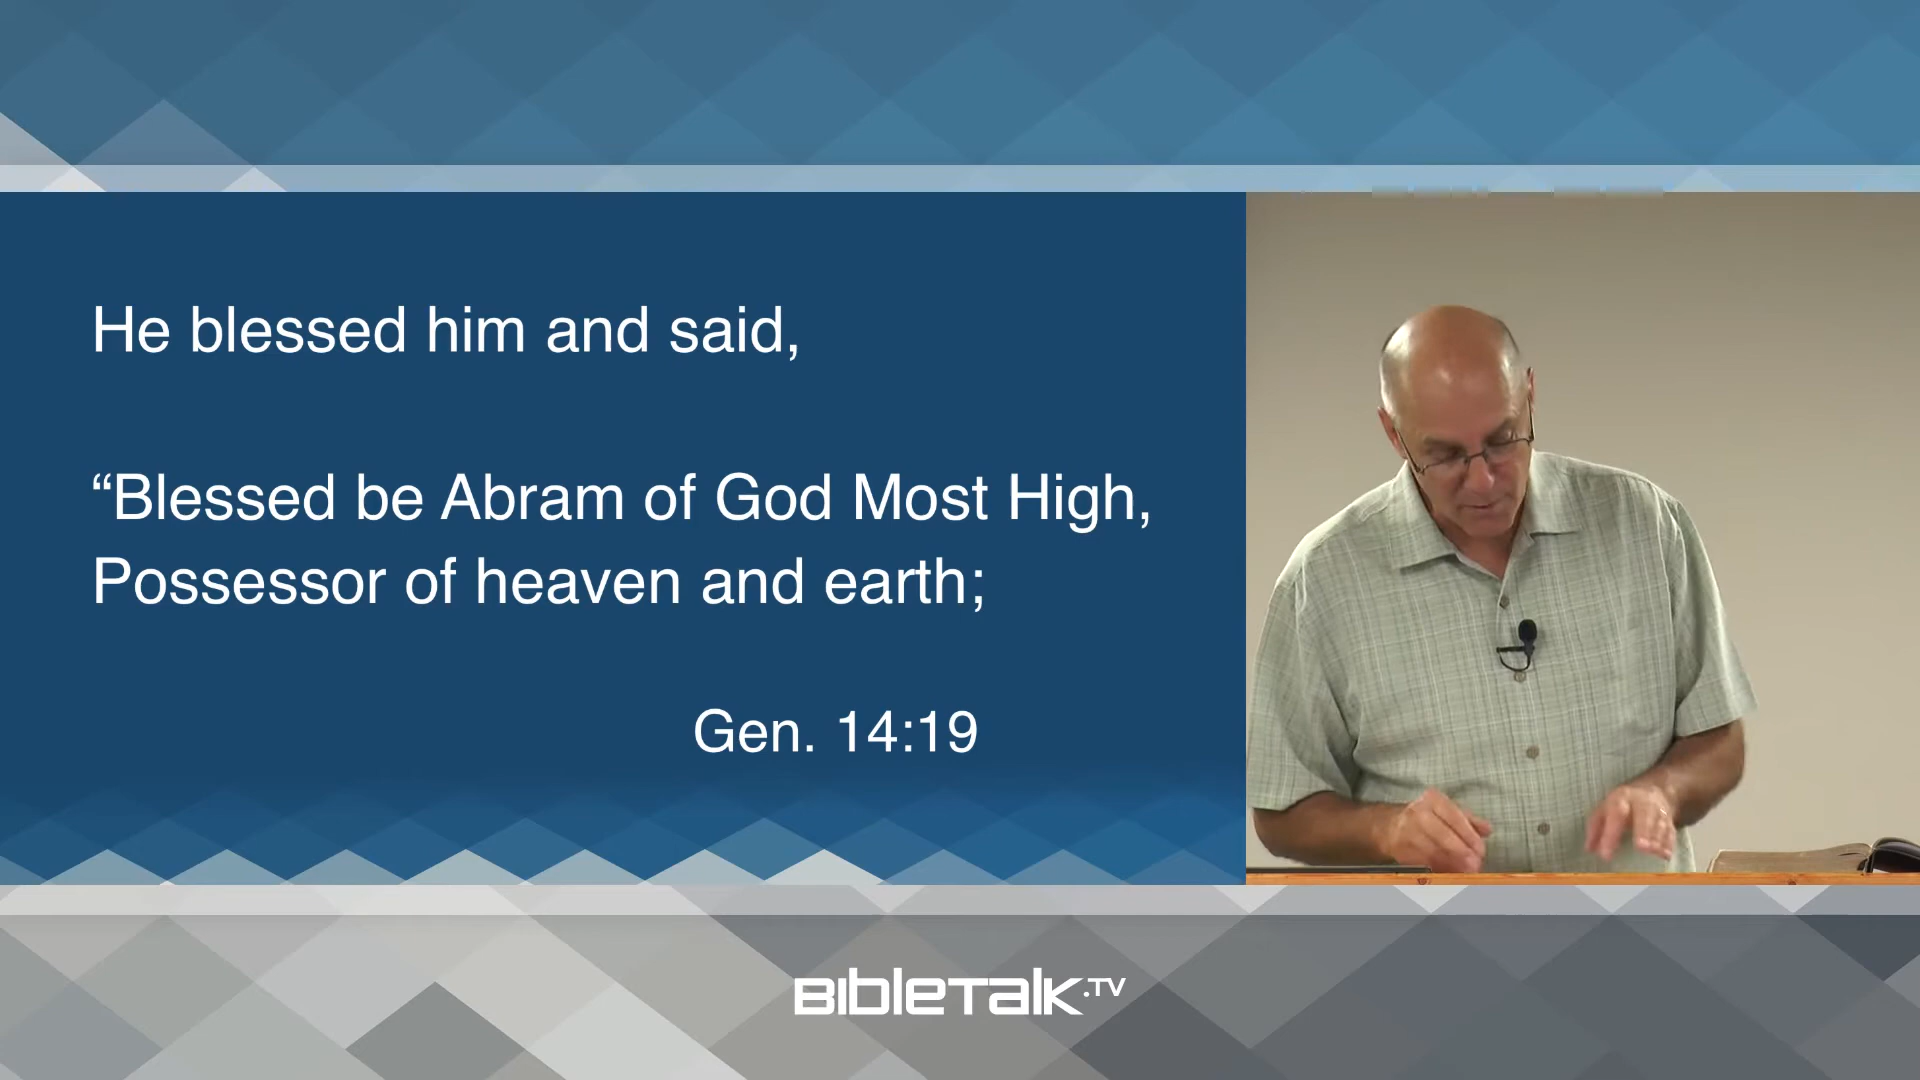 He blessed him and said,
“Blessed be Abram of God Most High,
Possessor of heaven and earth;
Gen. 14:19
BibleTalk.TV